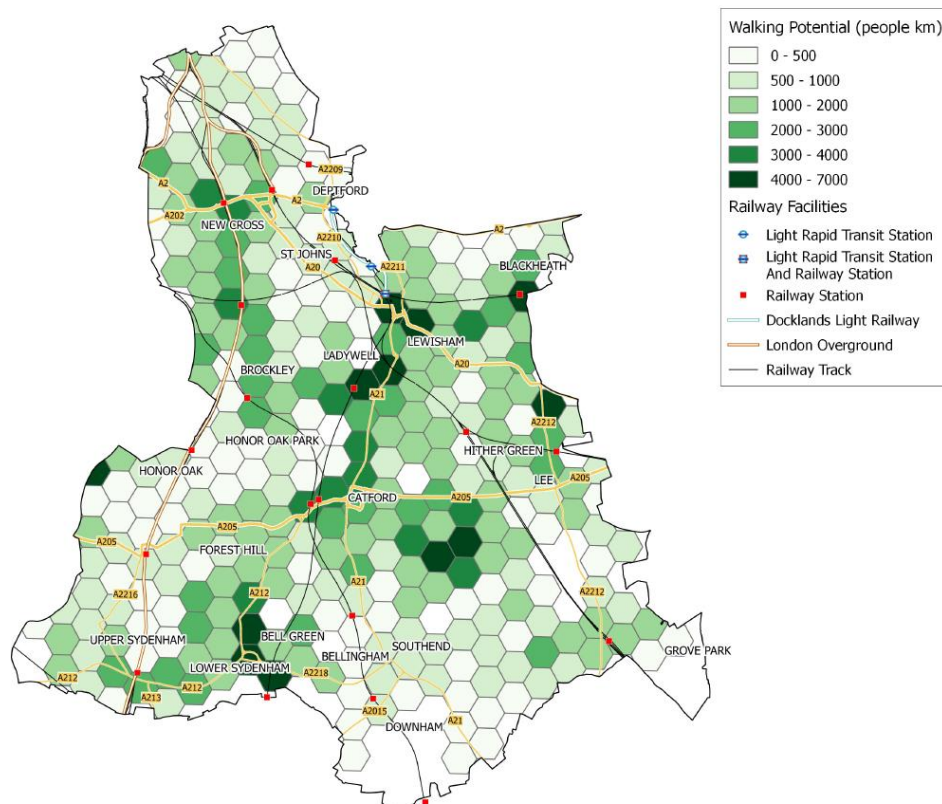 Walking Potential (people km)
0 - 500
500 - 1000
1000 - 2000
2000 - 3000
3000 - 4000
4000 - 7000
Railway Facilities
Light Rapid Transit Station
Light Rapid Transit Station
And Railway Station
Railway Station
Docklands Light Railway
London Overground
Railway Track
A2209
A2
DEPTFORD
A2
A202
NEW CROSS
A2210
A2
ST JOHNS
A20
A2211
BLACKHEATH
LEWISHAM
LADYWELL
A20
BROCKLEY
A21
A2212
HONOR OAK PARK
HITHER GREEN
HONOR OAK
LEE
A205
CATFORD
A205
A205
A205
FOREST HILL
A21
A2216
A212
A2212
UPPER SYDENHAM
BELL GREEN
SOUTHEND
GROVE PARK
BELLINGHAM
LOWER SYDENHAM
A212
A2218
A212
A213
A2015
A21
DOWNHAM